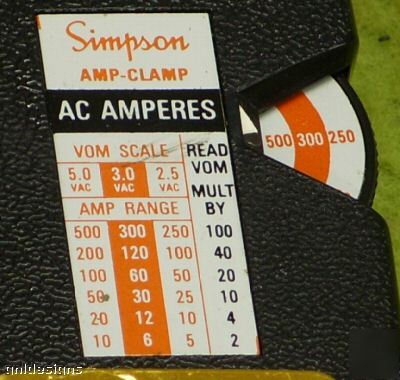 Simpson
AMP-CLAMP
AC AMPERES
VOM SCALE READ VOM
5.0 VAC 3.0 VAC 2.5 VAC MULT BY
AMP RANGE
500 300 250 100
200 120 100 40
100 60 50 20
50 30 25 10
20 12 10 4
10 6 5 2
500 300 250
gnldesigns